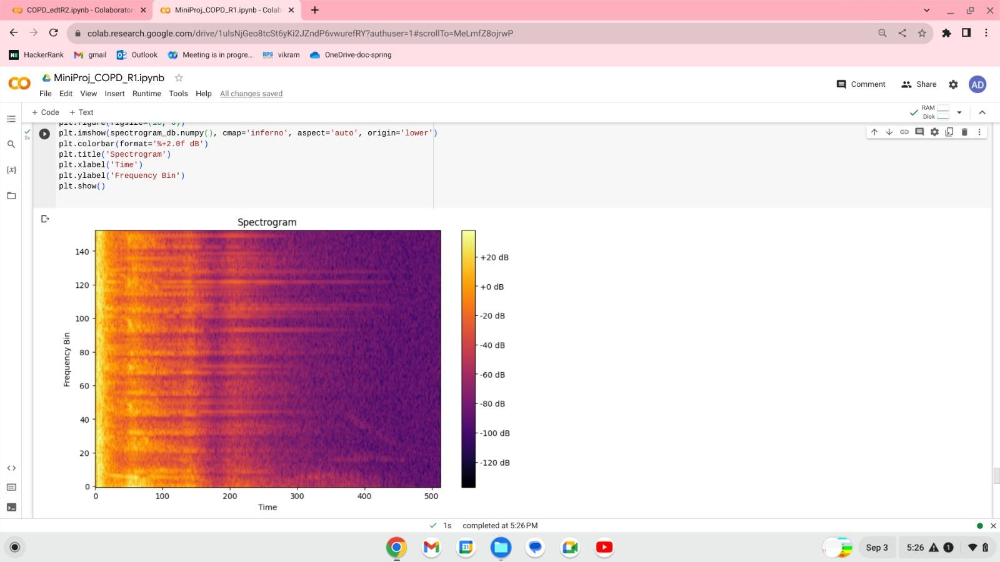 COPD_edtR2.ipynb - Colaborator
MiniProj_COPD_R1.ipynb - Colab
colab.research.google.com/drive/1ulsNjGeo8tcSt6yKi2JZndP6vwurefRY?authuser=1#scrollTo=MeLmfZ8ojrwP
HackerRank gmail Outlook Meeting is in progre... RPS vikram OneDrive-doc-spring
MiniProj_COPD_R1.ipynb
Comment Share AD
File Edit View Insert Runtime Tools Help All changes saved
+ Code + Text
RAM
Disk
2s
plt.figure(figsize=(10, 6))
plt.imshow(spectrogram_db.numpy(), cmap='inferno', aspect='auto', origin='lower')
plt.colorbar(format='%+2.0f dB')
plt.title('Spectrogram')
plt.xlabel('Time')
plt.ylabel('Frequency Bin')
plt.show()
{x}
Spectrogram
Frequency Bin
140
120
100
80
60
40
20
0
0 100 200 300 400 500
Time
+20 dB
+0 dB
-20 dB
-40 dB
-60 dB
-80 dB
-100 dB
-120 dB
1s completed at 5:26 PM
31
Sep 3 5:26 1